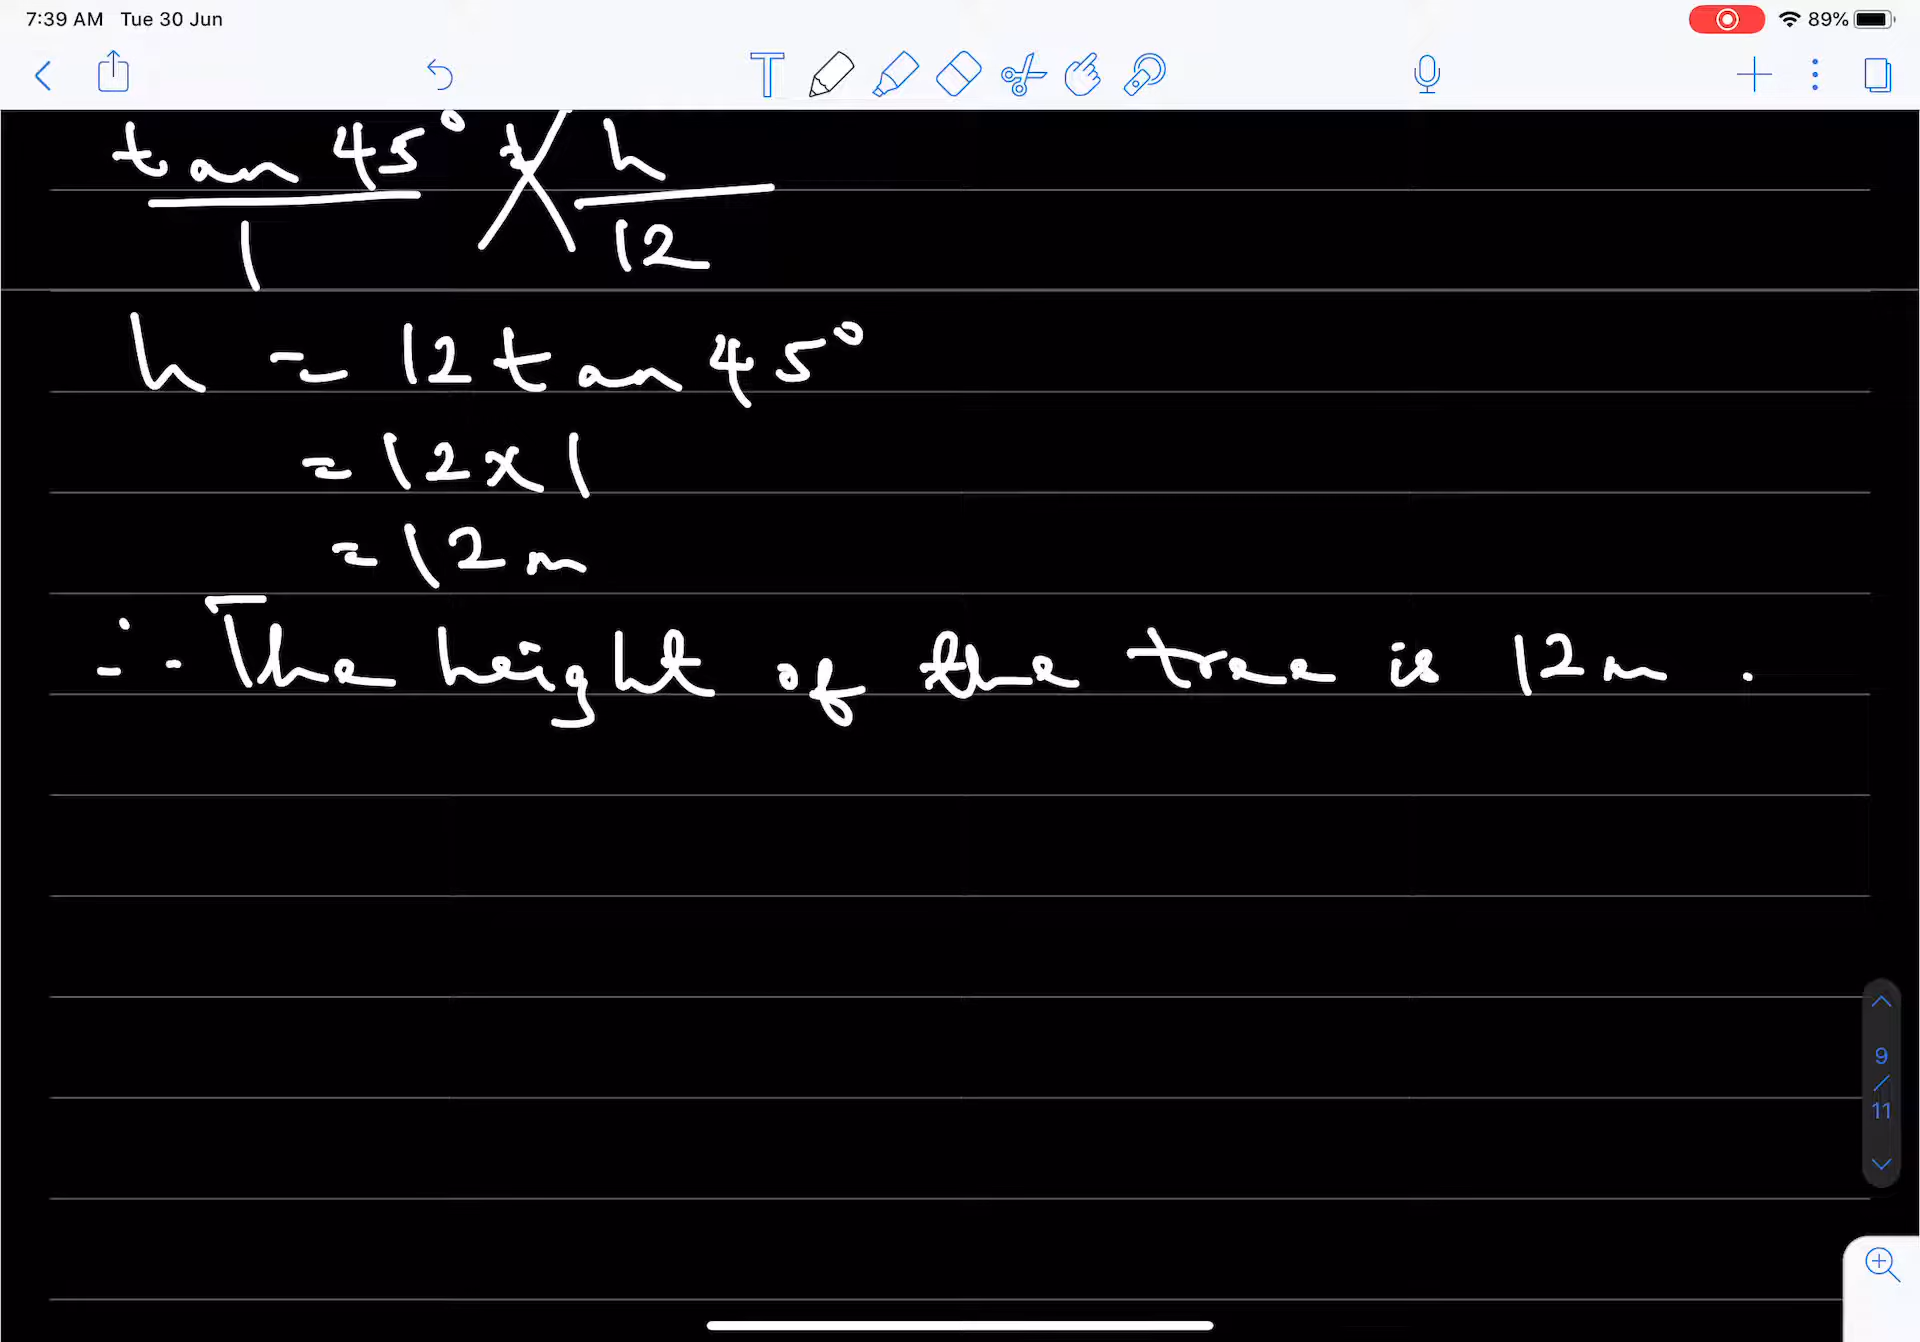 7:39 AM Tue 30 Jun 89%
T
tan 45° = h
1 12
h = 12 tan 45°
= 12 x 1
= 12 m
∴ The height of the tree is 12 m .
9
/
11